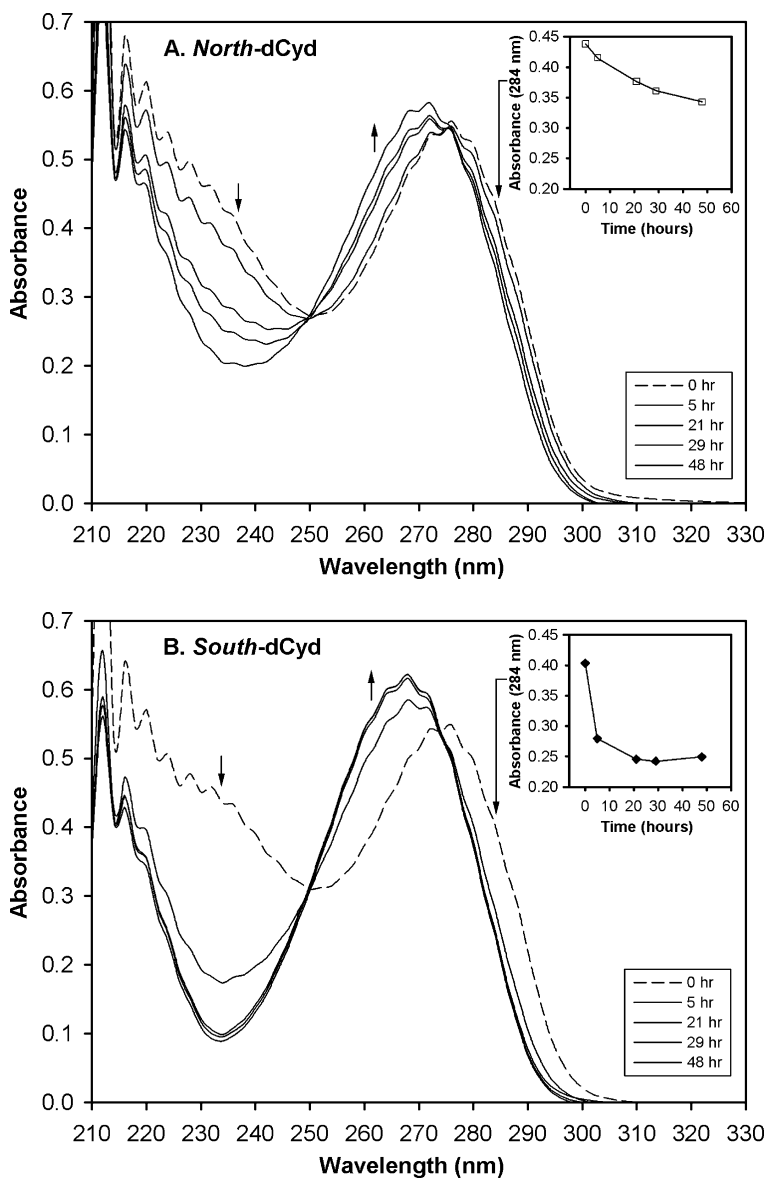 A. North-dCyd
Absorbance
0.7
0.6
0.5
0.4
0.3
0.2
0.1
0.0
210 220 230 240 250 260 270 280 290 300 310 320 330
Wavelength (nm)
Absorbance (284 nm)
0.45
0.40
0.35
0.30
0.25
0.20
0 10 20 30 40 50 60
Time (hours)
0 hr
5 hr
21 hr
29 hr
48 hr
B. South-dCyd
Absorbance
0.7
0.6
0.5
0.4
0.3
0.2
0.1
0.0
210 220 230 240 250 260 270 280 290 300 310 320 330
Wavelength (nm)
Absorbance (284 nm)
0.45
0.40
0.35
0.30
0.25
0.20
0 10 20 30 40 50 60
Time (hours)
0 hr
5 hr
21 hr
29 hr
48 hr